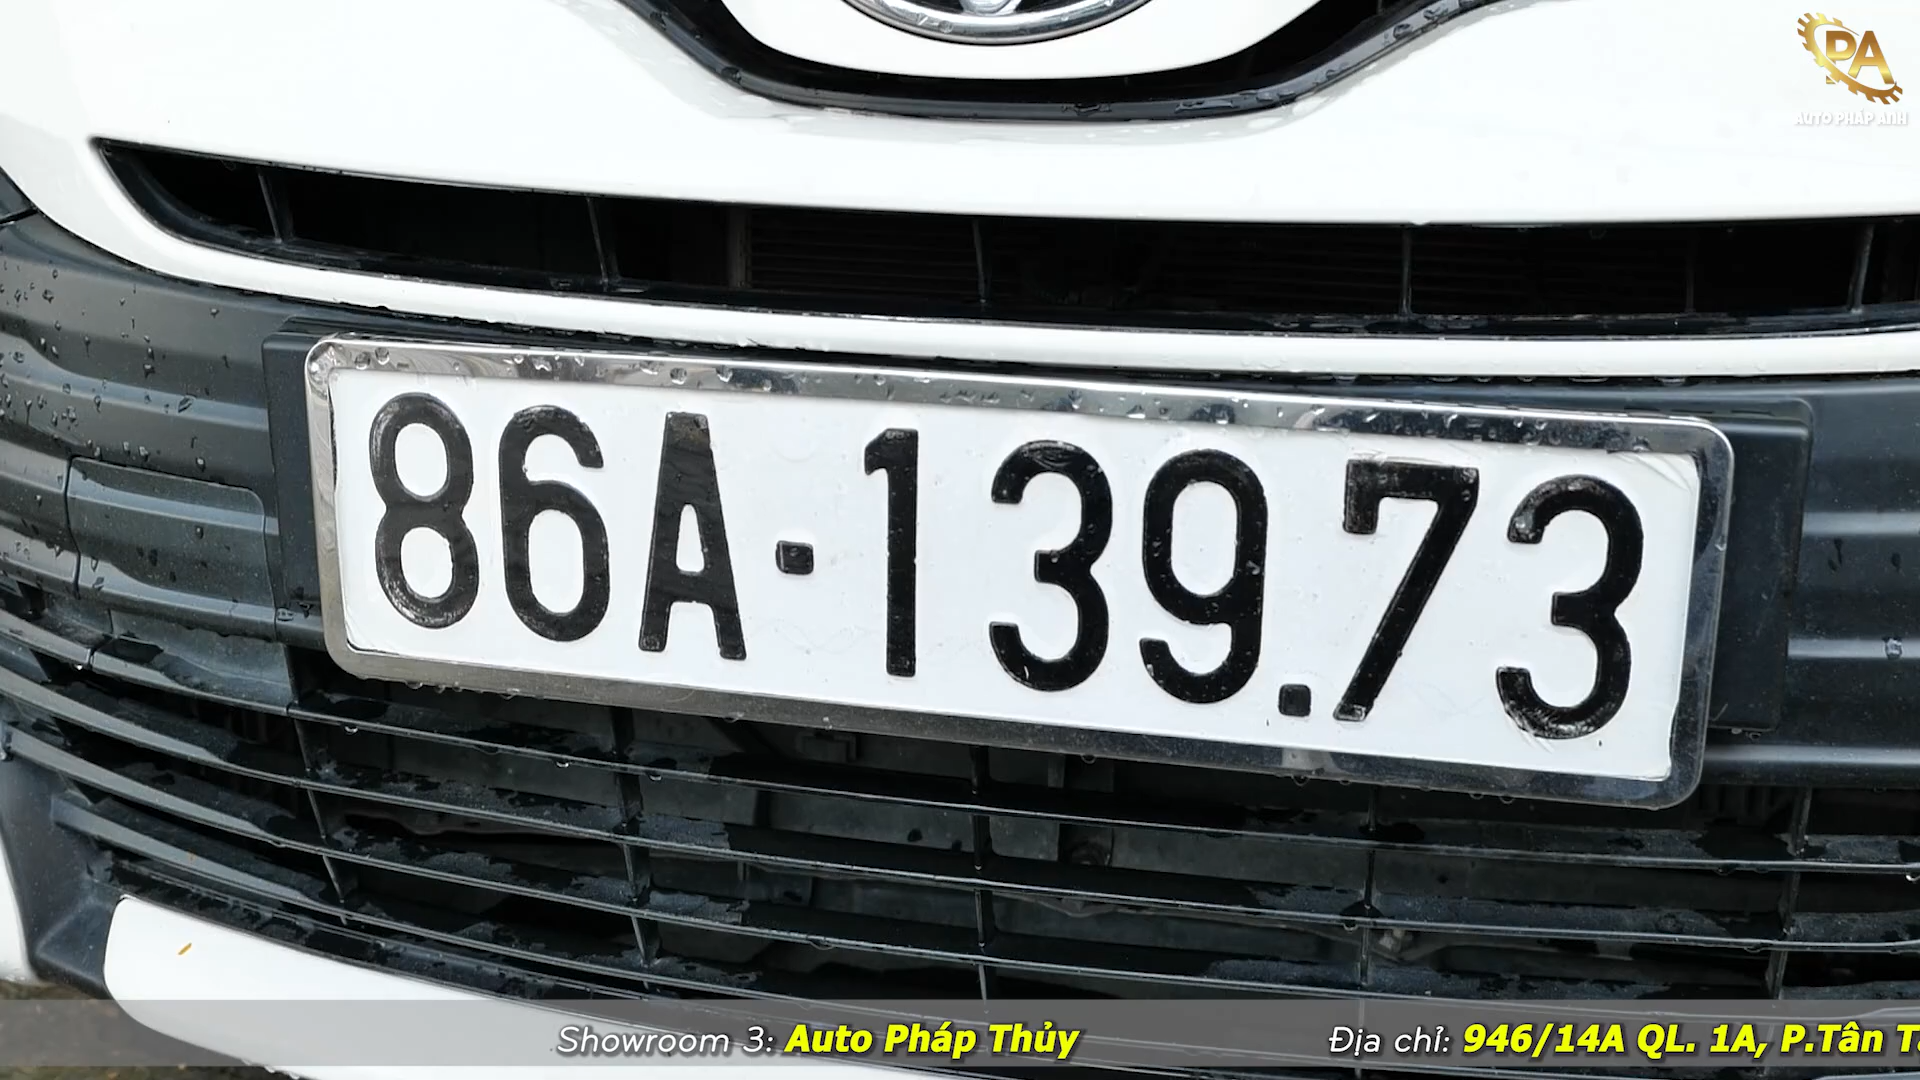 PA
AUTO PHÁP ANH
86A-139.73
Showroom 3: Auto Pháp Thủy
Địa chỉ: 946/14A QL. 1A, P.Tân